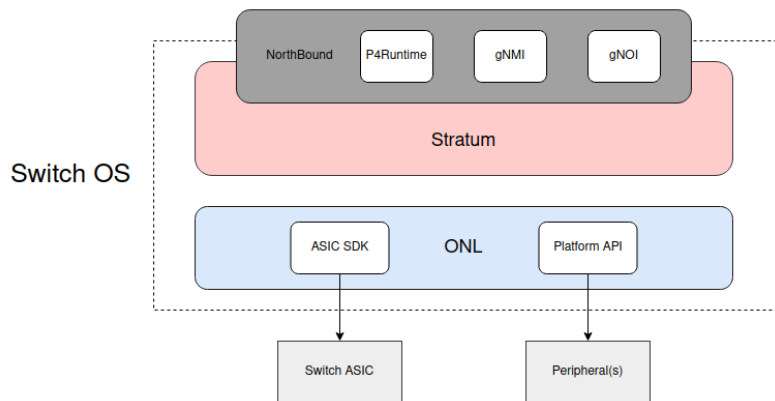 NorthBound
P4Runtime
gNMI
gNOI
Stratum
Switch OS
ASIC SDK
ONL
Platform API
Switch ASIC
Peripheral(s)